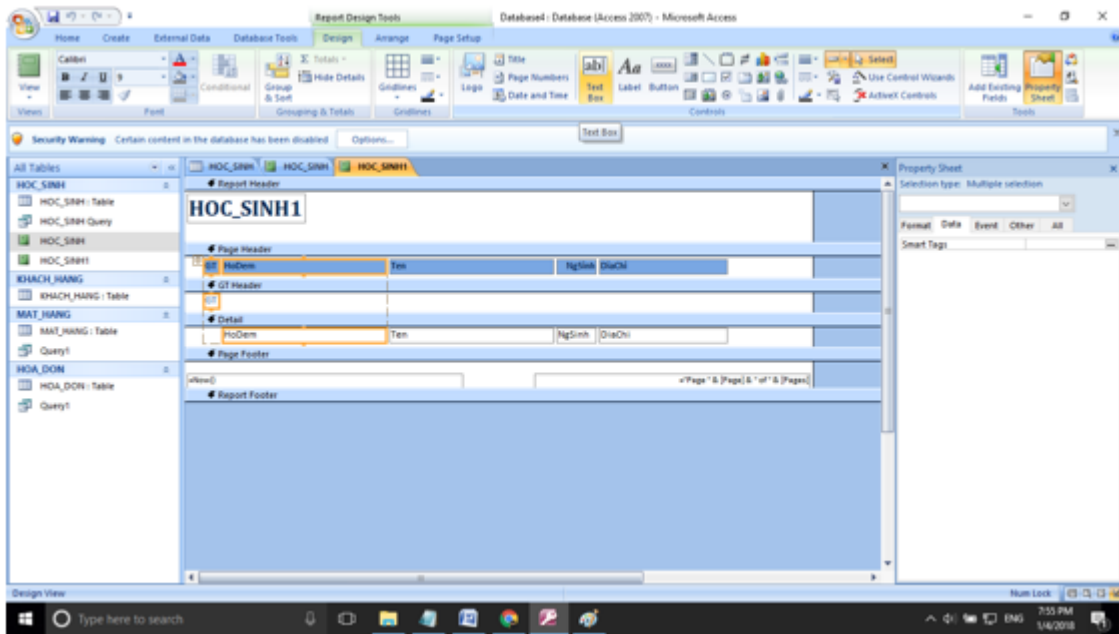 Report Design Tools
Database4 : Database (Access 2007) - Microsoft Access
Home Create External Data Database Tools Design Arrange Page Setup
View
Calibri
B I U 9
Conditional
Group & Sort
Σ Totals
Hide Details
Gridlines
Logo
Title
Page Numbers
Date and Time
ab| Text Box
Aa Label
Button
Select
Use Control Wizards
ActiveX Controls
Add Existing Fields
Property Sheet
Views Font Grouping & Totals Gridlines Controls Tools
Security Warning Certain content in the database has been disabled Options...
Text Box
All Tables
HOC_SINH
HOC_SINH : Table
HOC_SINH Query
HOC_SINH
HOC_SINH1
KHACH_HANG
KHACH_HANG : Table
MAT_HANG
MAT_HANG : Table
Query1
HOA_DON
HOA_DON : Table
Query1
HOC_SINH HOC_SINH HOC_SINH1
Report Header
HOC_SINH1
Page Header
GT HoDem Ten NgSinh DiaChi
GT Header
GT
Detail
HoDem Ten NgSinh DiaChi
Page Footer
=Now() ="Page " & [Page] & " of " & [Pages]
Report Footer
Property Sheet
Selection type: Multiple selection
Format Data Event Other All
Smart Tags
Design View
Num Lock
Type here to search
ENG
7:55 PM
1/4/2018